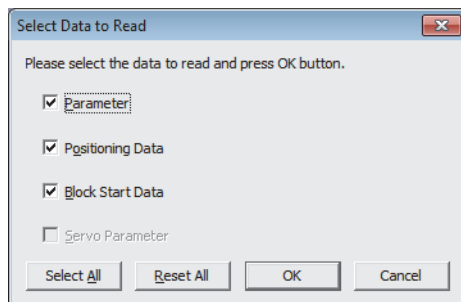 Select Data to Read
Please select the data to read and press OK button.
Parameter
Positioning Data
Block Start Data
Servo Parameter
Select All Reset All OK Cancel